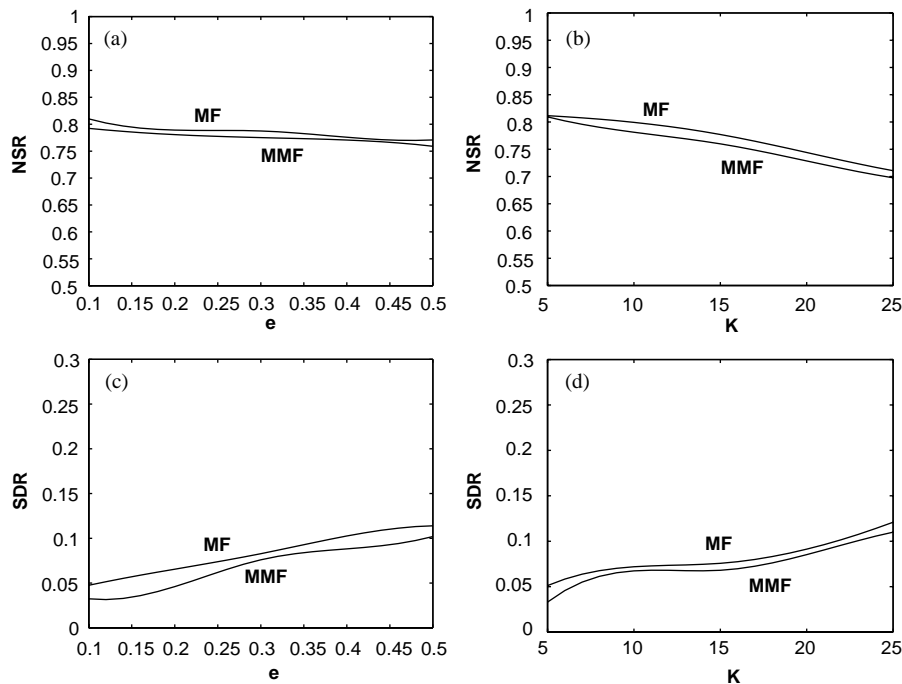 (a)
1
0.95
0.9
0.85
0.8
0.75
0.7
0.65
0.6
0.55
0.5
NSR
MF
MMF
0.1 0.15 0.2 0.25 0.3 0.35 0.4 0.45 0.5
e
(b)
1
0.95
0.9
0.85
0.8
0.75
0.7
0.65
0.6
0.55
0.5
NSR
MF
MMF
5 10 15 20 25
K
(c)
0.3
0.25
0.2
0.15
0.1
0.05
0
SDR
MF
MMF
0.1 0.15 0.2 0.25 0.3 0.35 0.4 0.45 0.5
e
(d)
0.3
0.25
0.2
0.15
0.1
0.05
0
SDR
MF
MMF
5 10 15 20 25
K